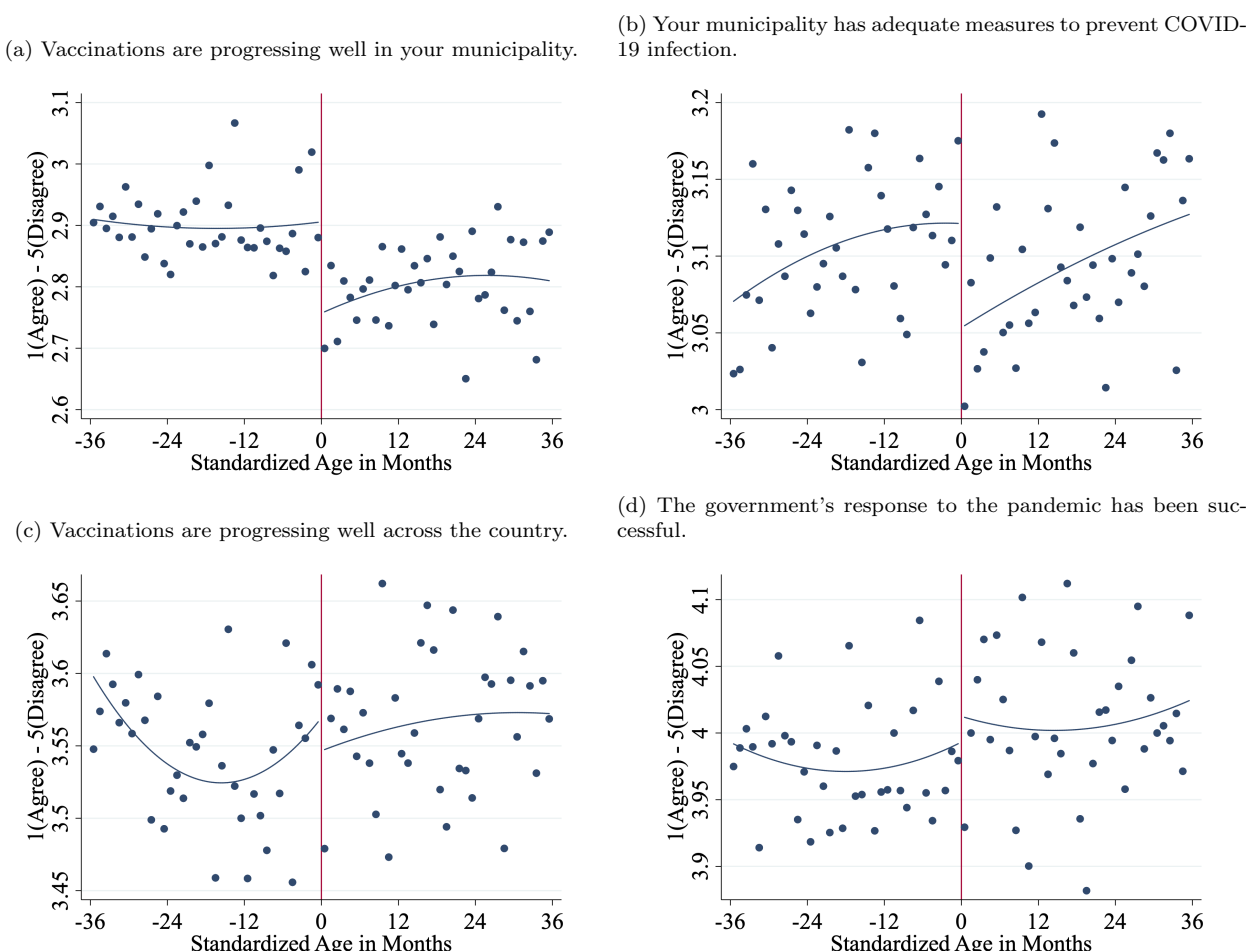 (a) Vaccinations are progressing well in your municipality.
1(Agree) - 5(Disagree)
3.1
3
2.9
2.8
2.7
2.6
-36 -24 -12 0 12 24 36
Standardized Age in Months
(b) Your municipality has adequate measures to prevent COVID-
19 infection.
1(Agree) - 5(Disagree)
3.2
3.15
3.1
3.05
3
-36 -24 -12 0 12 24 36
Standardized Age in Months
(c) Vaccinations are progressing well across the country.
1(Agree) - 5(Disagree)
3.65
3.6
3.55
3.5
3.45
-36 -24 -12 0 12 24 36
Standardized Age in Months
(d) The government's response to the pandemic has been suc-
cessful.
1(Agree) - 5(Disagree)
4.1
4.05
4
3.95
3.9
-36 -24 -12 0 12 24 36
Standardized Age in Months